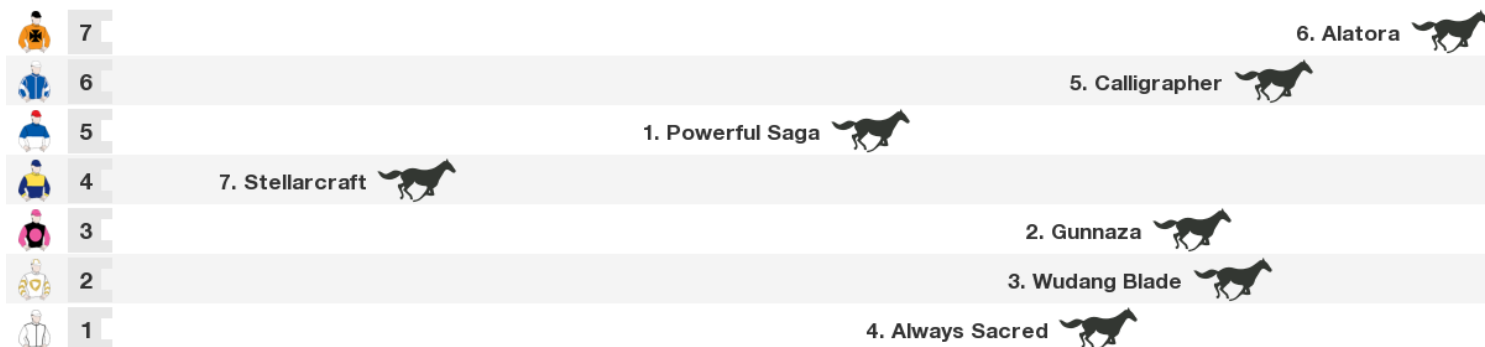 7 6. Alatora
6 5. Calligrapher
5 1. Powerful Saga
4 7. Stellarcraft
3 2. Gunnaza
2 3. Wudang Blade
1 4. Always Sacred